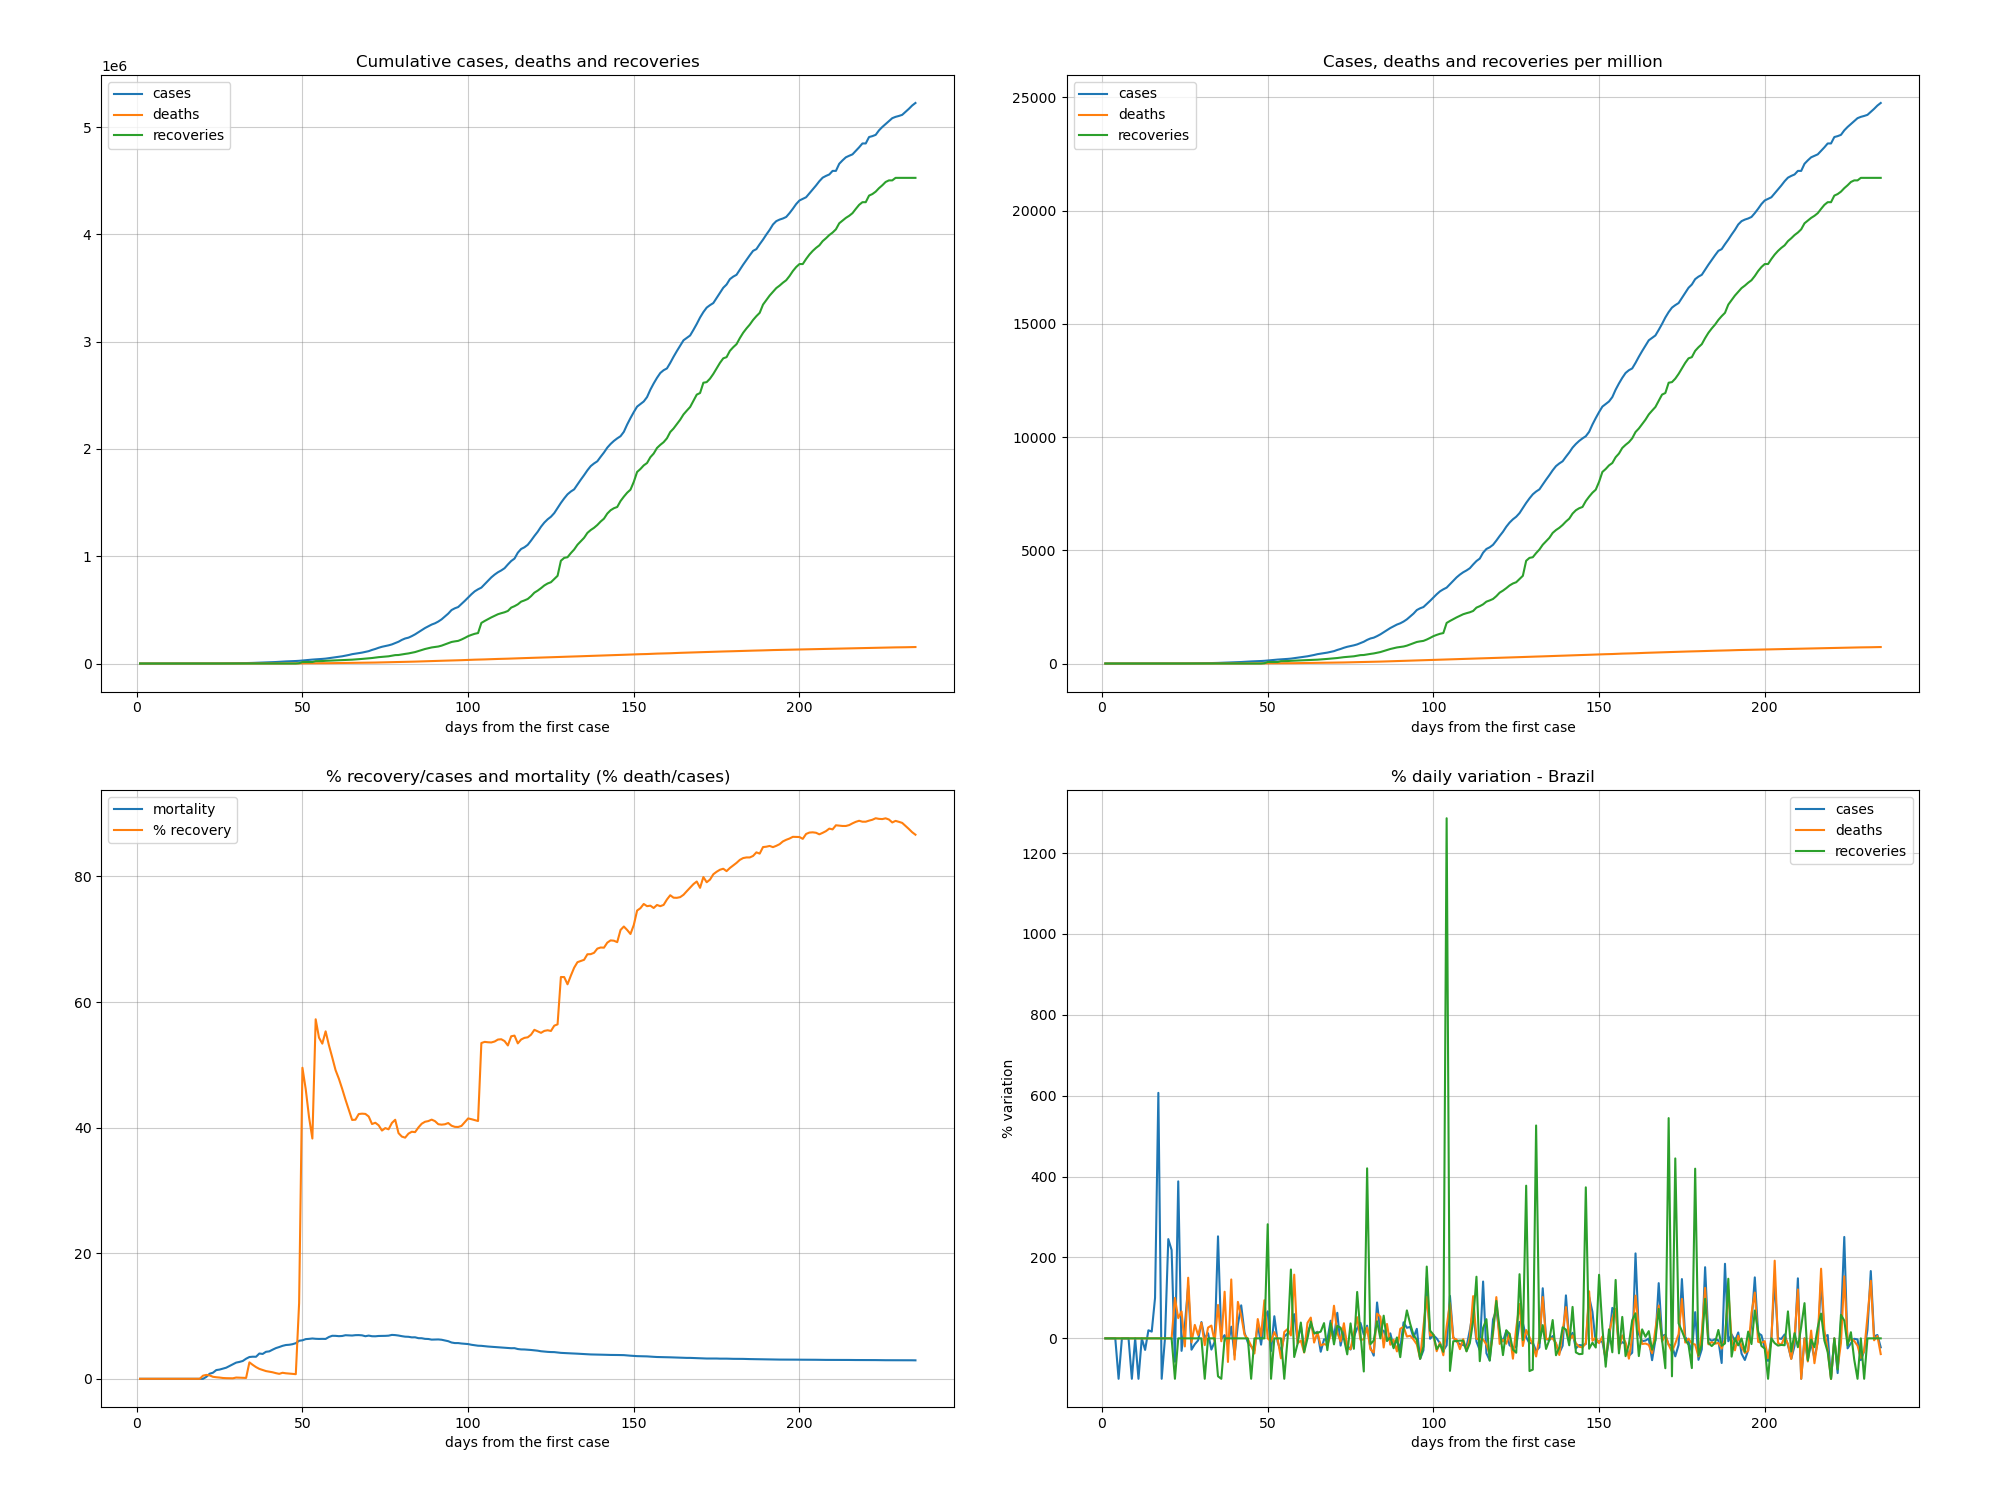 Cumulative cases, deaths and recoveries
1e6
cases
deaths
recoveries
5
4
3
2
1
0
0 50 100 150 200
days from the first case
Cases, deaths and recoveries per million
cases
deaths
recoveries
25000
20000
15000
10000
5000
0
0 50 100 150 200
days from the first case
% recovery/cases and mortality (% death/cases)
mortality
% recovery
80
60
40
20
0
0 50 100 150 200
days from the first case
% daily variation - Brazil
cases
deaths
recoveries
% variation
1200
1000
800
600
400
200
0
0 50 100 150 200
days from the first case